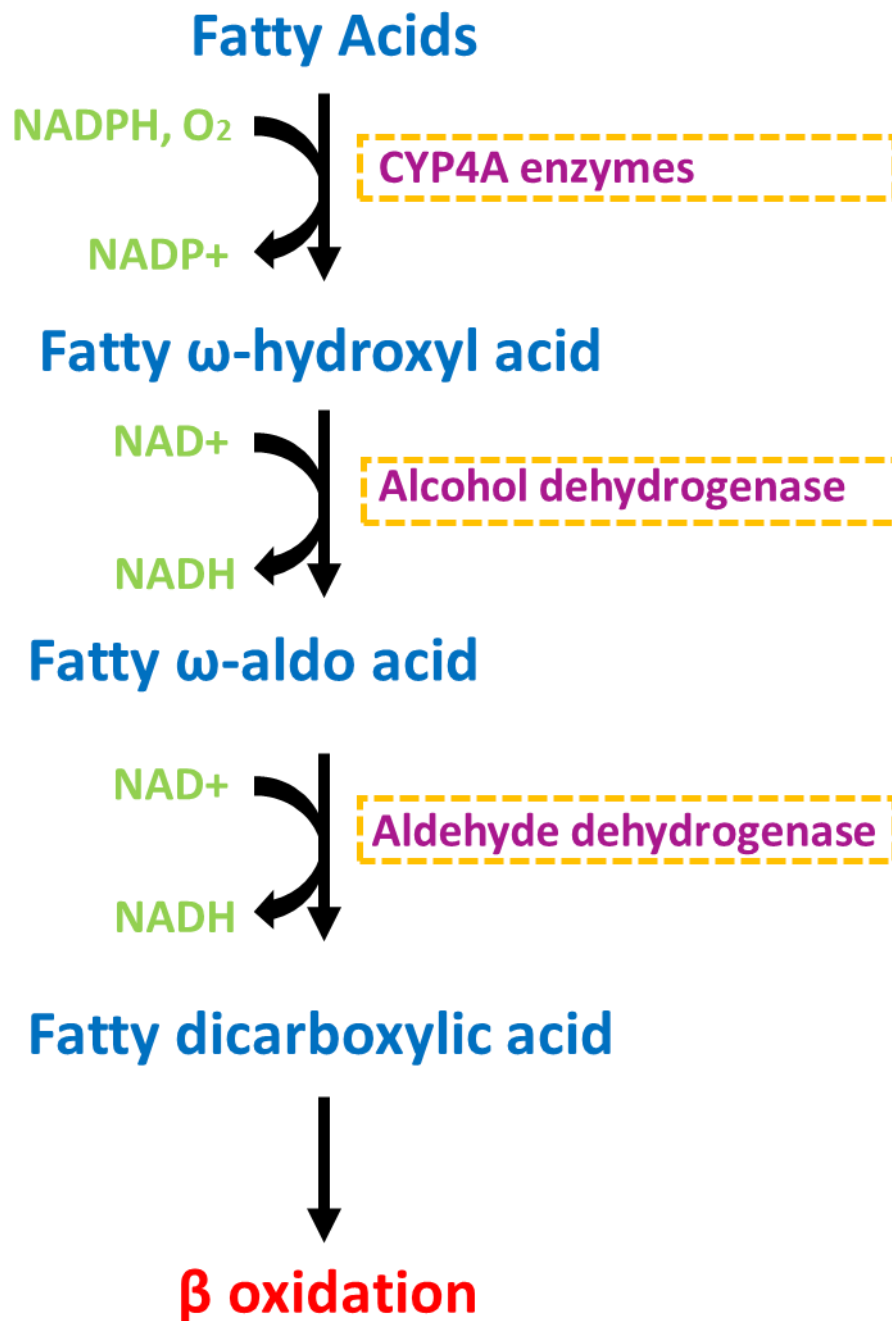 Fatty Acids
NADPH, O₂
CYP4A enzymes
NADP+
Fatty ω-hydroxyl acid
NAD+
Alcohol dehydrogenase
NADH
Fatty ω-aldo acid
NAD+
Aldehyde dehydrogenase
NADH
Fatty dicarboxylic acid
β oxidation